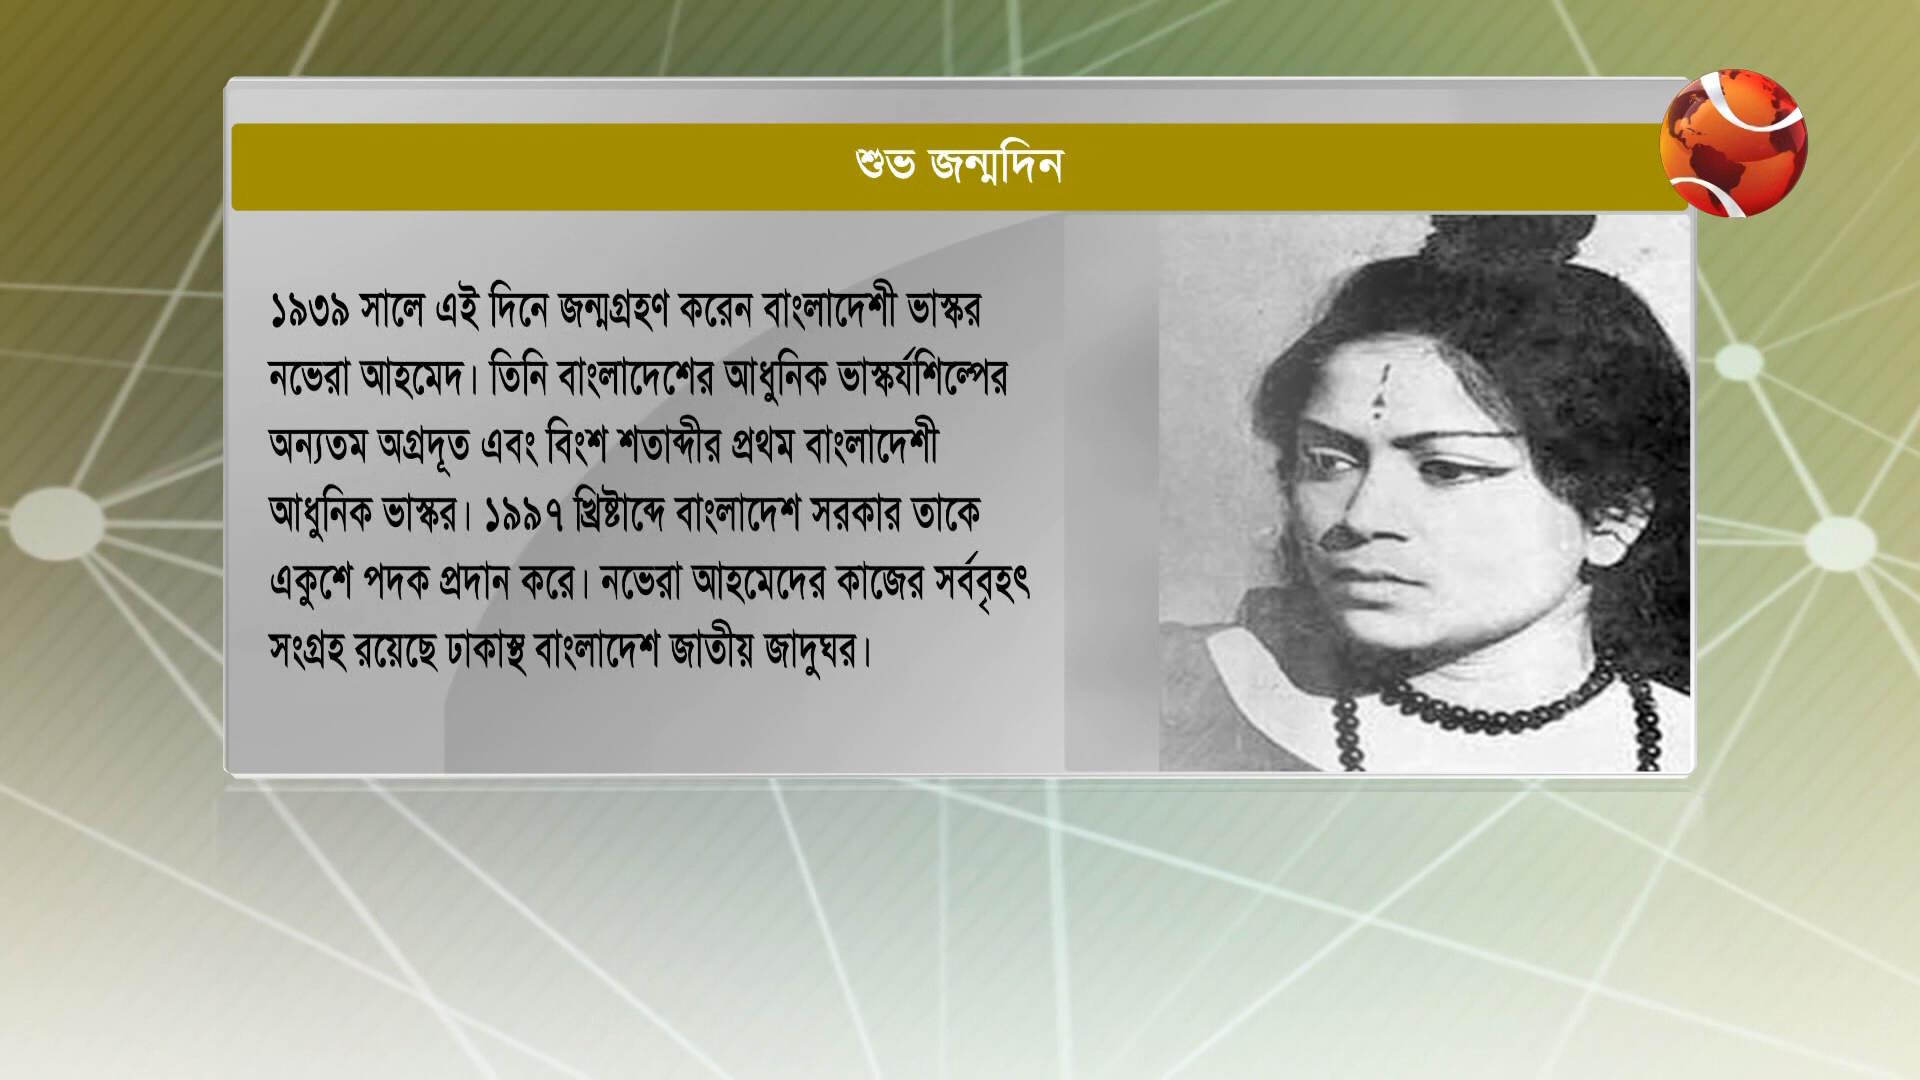 শুভ জন্মদিন
১৯৩৯ সালে এই দিনে জন্মগ্রহণ করেন বাংলাদেশী ভাস্কর
নভেরা আহমেদ। তিনি বাংলাদেশের আধুনিক ভাস্কর্যশিল্পের
অন্যতম অগ্রদূত এবং বিংশ শতাব্দীর প্রথম বাংলাদেশী
আধুনিক ভাস্কর। ১৯৯৭ খ্রিষ্টাব্দে বাংলাদেশ সরকার তাকে
একুশে পদক প্রদান করে। নভেরা আহমেদের কাজের সর্ববৃহৎ
সংগ্রহ রয়েছে ঢাকাস্থ বাংলাদেশ জাতীয় জাদুঘর।